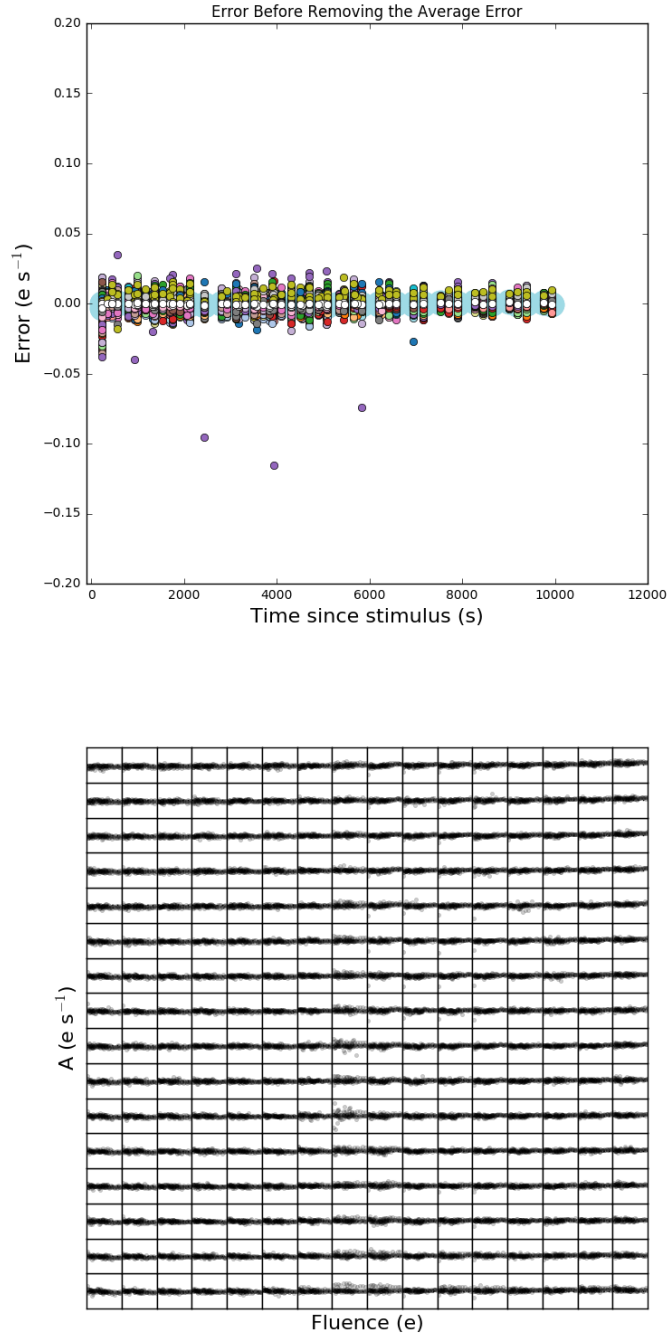 Error Before Removing the Average Error
0.20
0.15
0.10
0.05
0.00
−0.05
−0.10
−0.15
−0.20
Error (e s⁻¹)
0 2000 4000 6000 8000 10000 12000
Time since stimulus (s)
A (e s⁻¹)
Fluence (e)